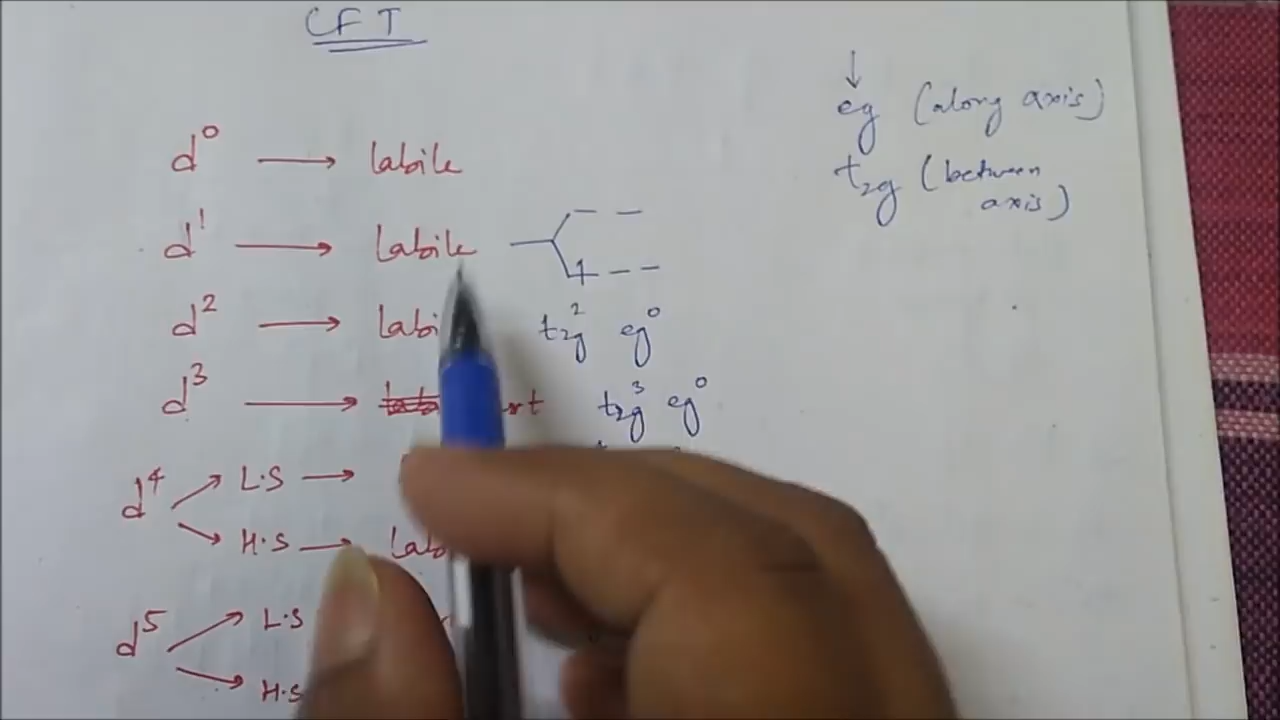 CFT
d⁰ → labile
d¹ → labile
d² → t₂g² eg⁰
d³ → t₂g³ eg⁰
d⁴ → L.S →
→ H.S →
d⁵ → L.S
→ H.S
↓
eg (along axis)
t₂g (between
axis)